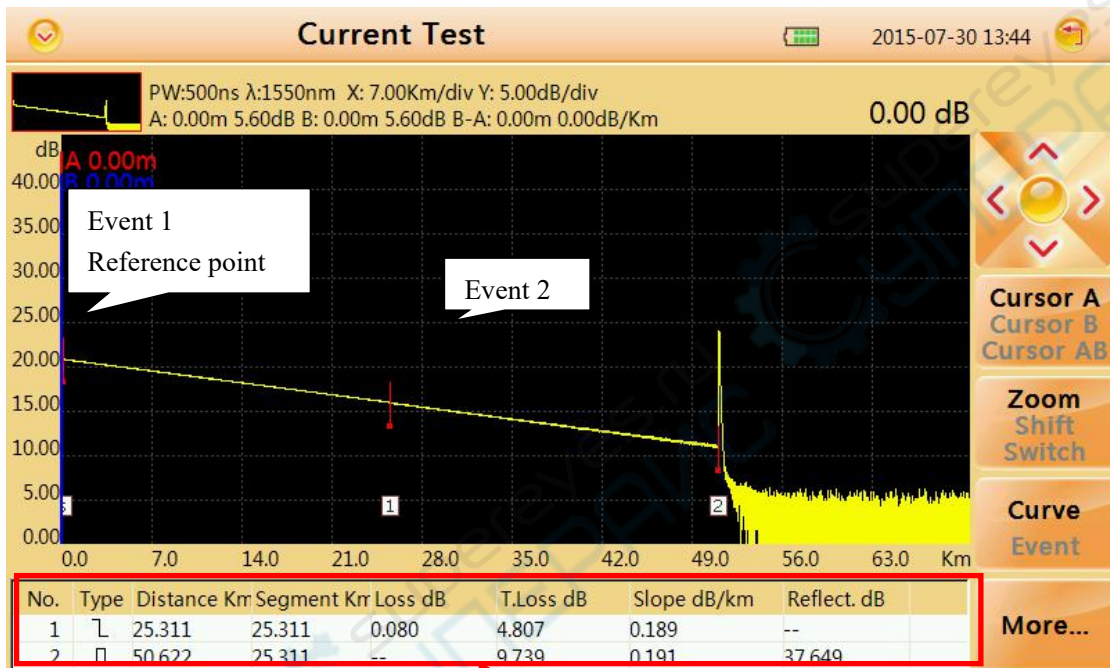 Current Test
2015-07-30 13:44
PW:500ns λ:1550nm X: 7.00Km/div Y: 5.00dB/div
A: 0.00m 5.60dB B: 0.00m 5.60dB B-A: 0.00m 0.00dB/Km
0.00 dB
dB
A 0.00m
B 0.00m
40.00
35.00
30.00
25.00
20.00
15.00
10.00
5.00
0.00
Event 1
Reference point
Event 2
s
1
2
0.0 7.0 14.0 21.0 28.0 35.0 42.0 49.0 56.0 63.0 Km
Cursor A
Cursor B
Cursor AB
Zoom
Shift
Switch
Curve
Event
More...
No. Type Distance Km Segment Km Loss dB T.Loss dB Slope dB/km Reflect. dB
1 25.311 25.311 0.080 4.807 0.189 --
2 50.622 25.311 -- 9.739 0.191 37.649
supereyes.ru
СУПЕРАЙС